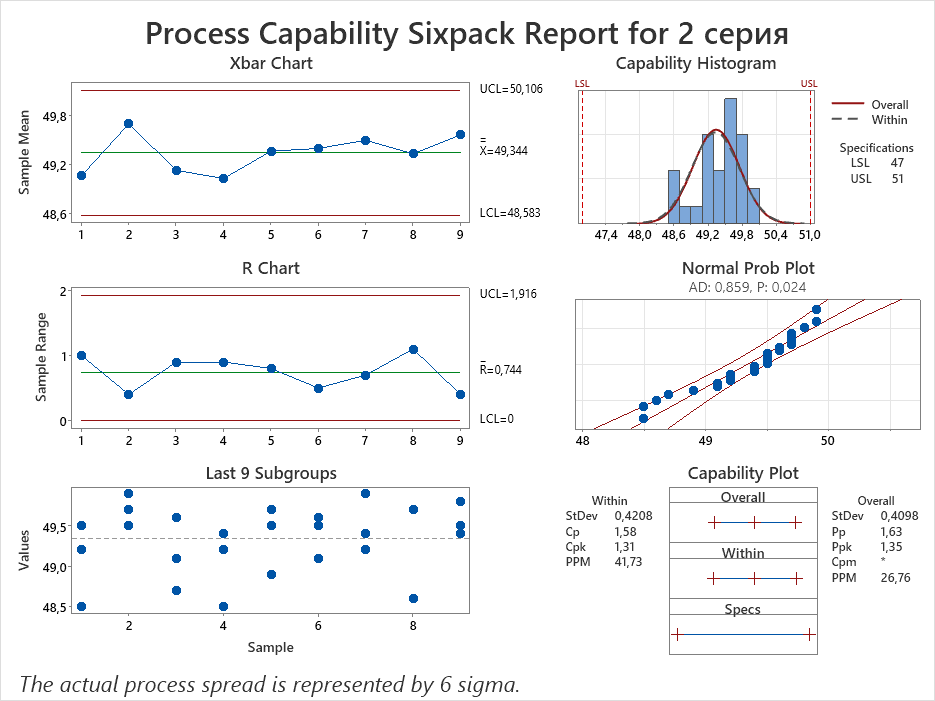 Process Capability Sixpack Report for 2 серия
Xbar Chart
Sample Mean
49,8
49,2
48,6
1 2 3 4 5 6 7 8 9
UCL=50,106
X=49,344
LCL=48,583
Capability Histogram
LSL USL
47,4 48,0 48,6 49,2 49,8 50,4 51,0
Overall
Within
Specifications
LSL 47
USL 51
R Chart
Sample Range
2
1
0
1 2 3 4 5 6 7 8 9
UCL=1,916
R=0,744
LCL=0
Normal Prob Plot
AD: 0,859, P: 0,024
48 49 50
Last 9 Subgroups
Values
49,5
49,0
48,5
2 4 6 8
Sample
Capability Plot
Within
StDev 0,4208
Cp 1,58
Cpk 1,31
PPM 41,73
Overall
Within
Specs
Overall
StDev 0,4098
Pp 1,63
Ppk 1,35
Cpm *
PPM 26,76
The actual process spread is represented by 6 sigma.